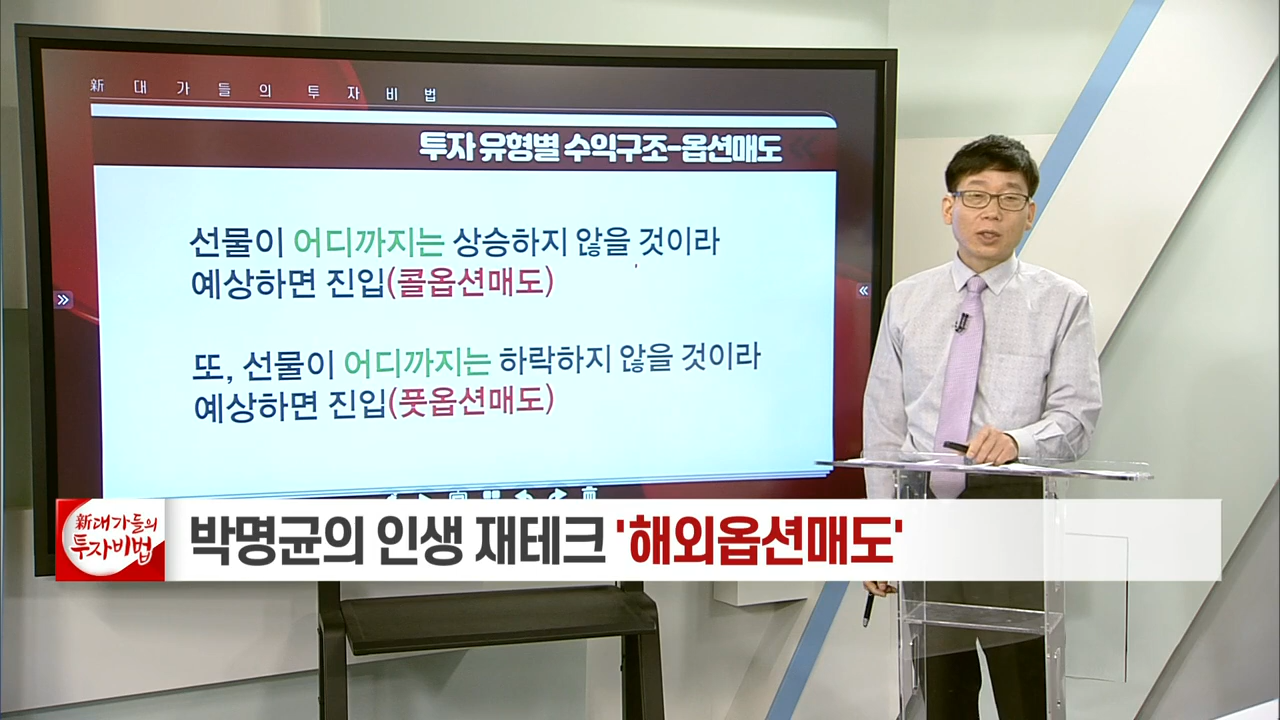 新 대 가 들 의 투 자 비 법
투자 유형별 수익구조-옵션매도
선물이 어디까지는 상승하지 않을 것이라
예상하면 진입(콜옵션매도)
또, 선물이 어디까지는 하락하지 않을 것이라
예상하면 진입(풋옵션매도)
新대가들의
투자비법
박명균의 인생 재테크 '해외옵션매도'